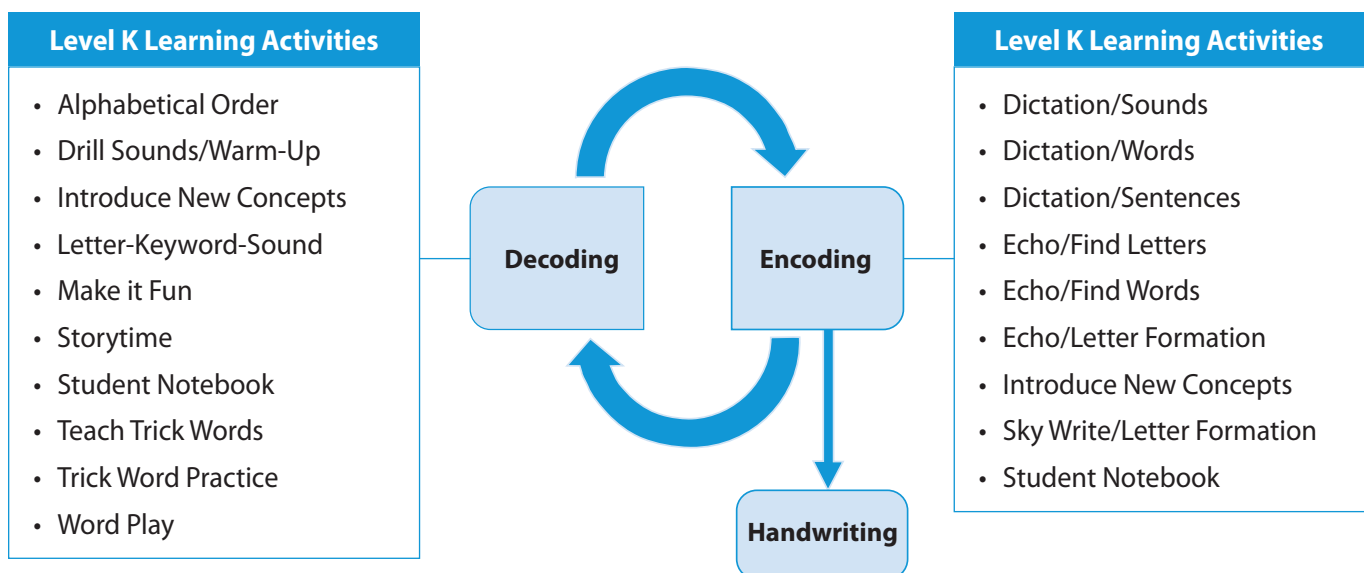 Level K Learning Activities
• Alphabetical Order
• Drill Sounds/Warm-Up
• Introduce New Concepts
• Letter-Keyword-Sound
• Make it Fun
• Storytime
• Student Notebook
• Teach Trick Words
• Trick Word Practice
• Word Play
Decoding
Encoding
Handwriting
Level K Learning Activities
• Dictation/Sounds
• Dictation/Words
• Dictation/Sentences
• Echo/Find Letters
• Echo/Find Words
• Echo/Letter Formation
• Introduce New Concepts
• Sky Write/Letter Formation
• Student Notebook